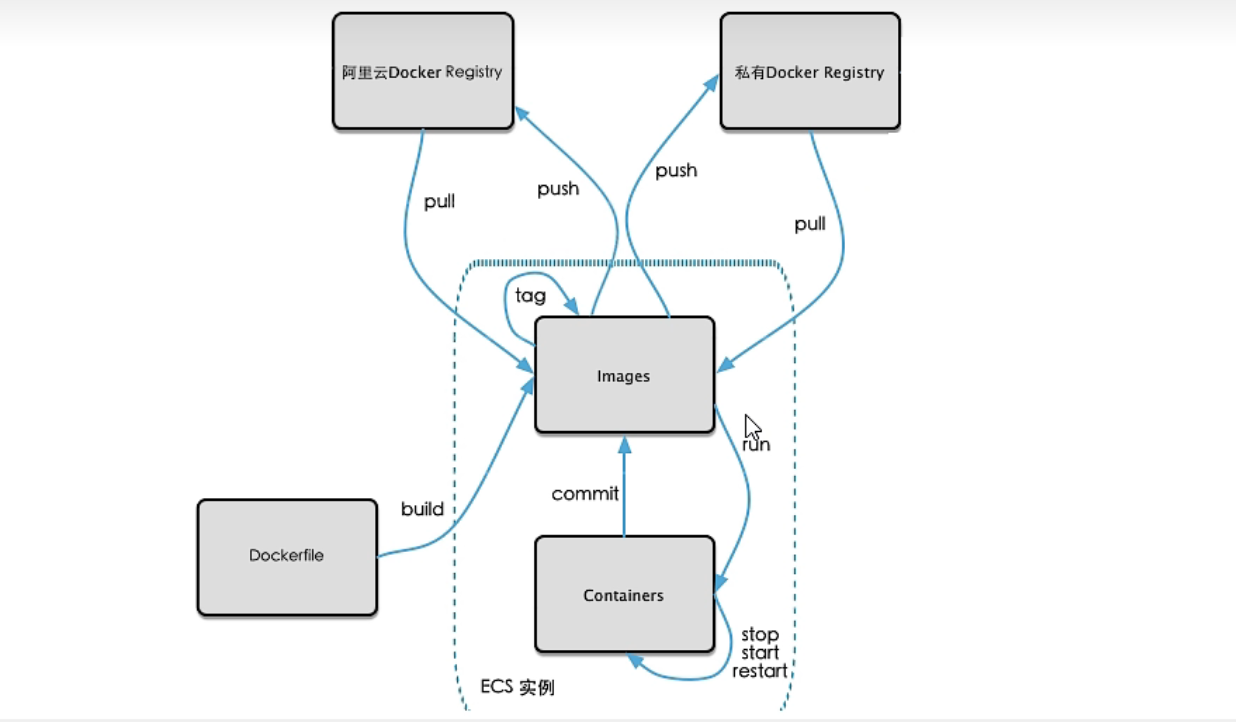 阿里云Docker Registry
私有Docker Registry
push
push
pull
pull
tag
Images
run
commit
build
Dockerfile
Containers
stop
start
restart
ECS 实例